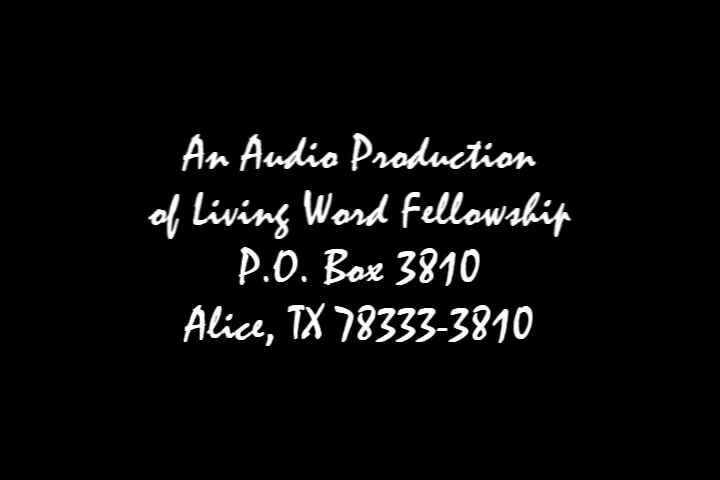 An Audio Production
of Living Word Fellowship
P.O. Box 3810
Alice, TX 78333-3810